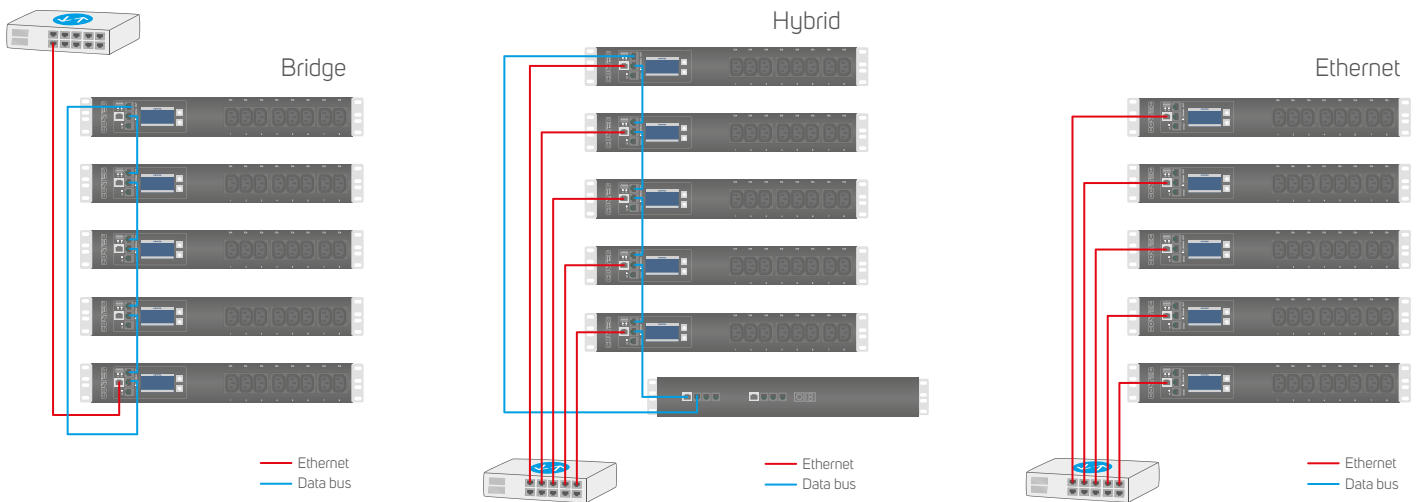 Bridge
Ethernet
Data bus
Hybrid
Ethernet
Data bus
Ethernet
Ethernet
Data bus